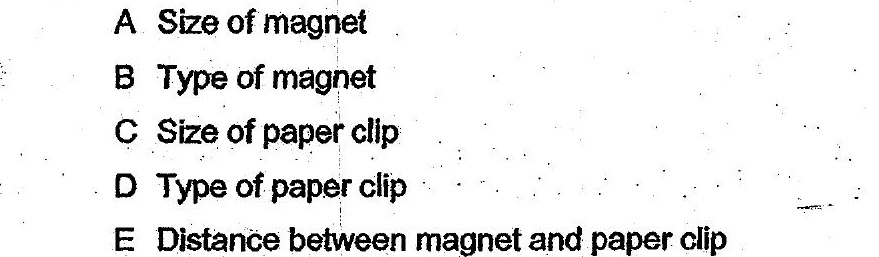 A Size of magnet
B Type of magnet
C Size of paper clip
D Type of paper clip
E Distance between magnet and paper clip